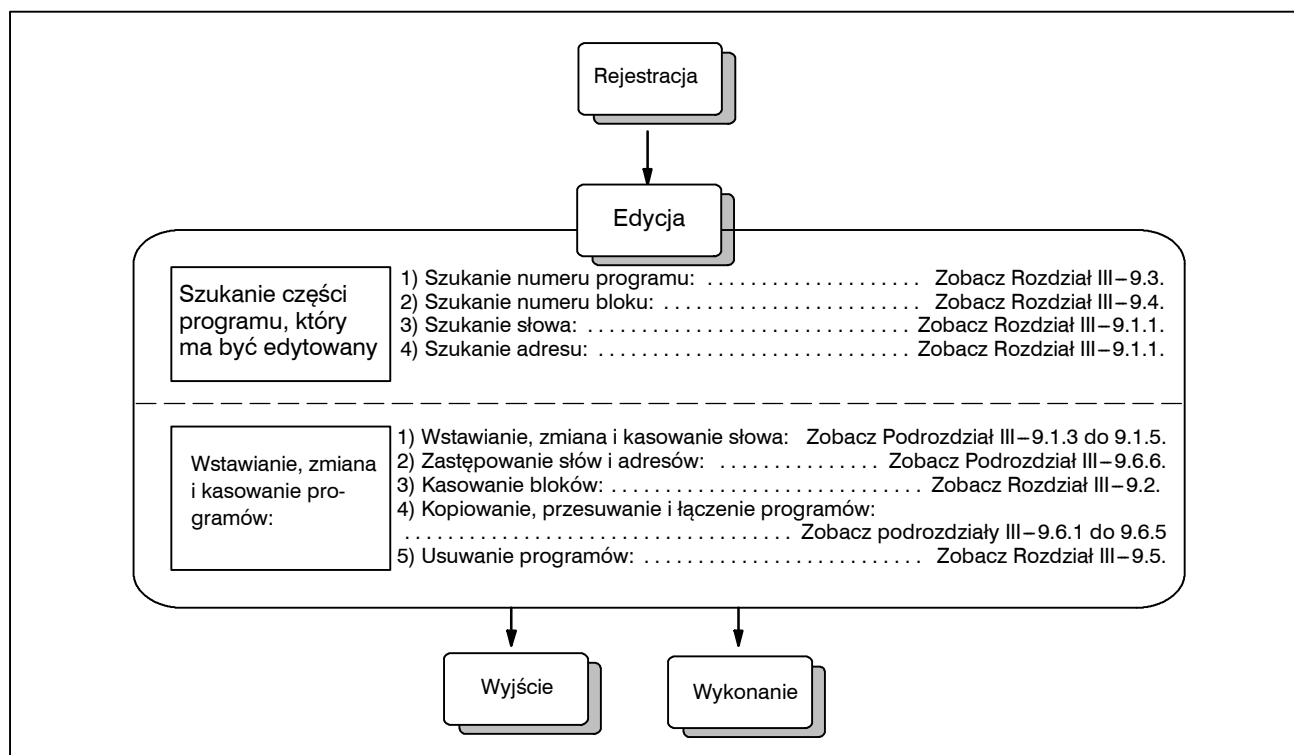 Rejestracja
Edycja
Szukanie części
programu, który
ma być edytowany
1) Szukanie numeru programu: . . . . . . . . . . . . . . . . . . . . Zobacz Rozdział III–9.3.
2) Szukanie numeru bloku: . . . . . . . . . . . . . . . . . . . . . . . Zobacz Rozdział III–9.4.
3) Szukanie słowa: . . . . . . . . . . . . . . . . . . . . . . . . . . . . . Zobacz Rozdział III–9.1.1.
4) Szukanie adresu: . . . . . . . . . . . . . . . . . . . . . . . . . . . . Zobacz Rozdział III–9.1.1.
Wstawianie, zmiana
i kasowanie pro-
gramów:
1) Wstawianie, zmiana i kasowanie słowa: Zobacz Podrozdział III–9.1.3 do 9.1.5.
2) Zastępowanie słów i adresów: . . . . . . . . . . . . . . . Zobacz Podrozdział III–9.6.6.
3) Kasowanie bloków: . . . . . . . . . . . . . . . . . . . . . . . . . . . . Zobacz Rozdział III–9.2.
4) Kopiowanie, przesuwanie i łączenie programów:
. . . . . . . . . . . . . . . . . . . . . . . . . . . . . . . . . . . . . Zobacz podrozdziały III–9.6.1 do 9.6.5
5) Usuwanie programów: . . . . . . . . . . . . . . . . . . . . . . . . . Zobacz Rozdział III–9.5.
Wyjście
Wykonanie